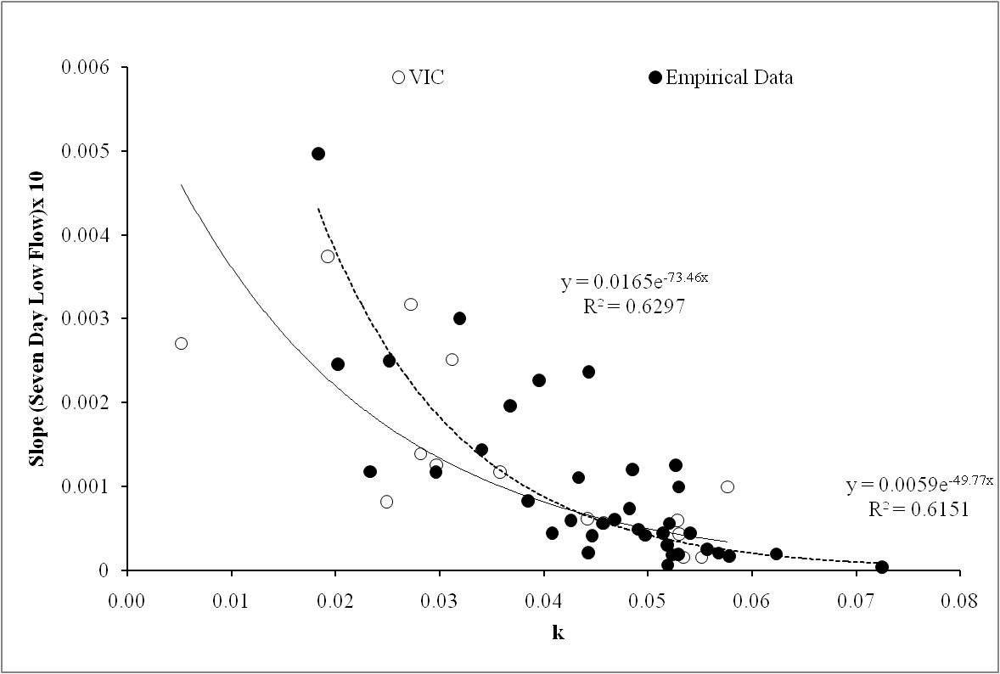 0.006
VIC
Empirical Data
0.005
0.004
0.003
0.002
0.001
0
Slope (Seven Day Low Flow)x 10
y = 0.0165e-73.46x
R2 = 0.6297
y = 0.0059e-49.77x
R2 = 0.6151
0.00 0.01 0.02 0.03 0.04 0.05 0.06 0.07 0.08
k